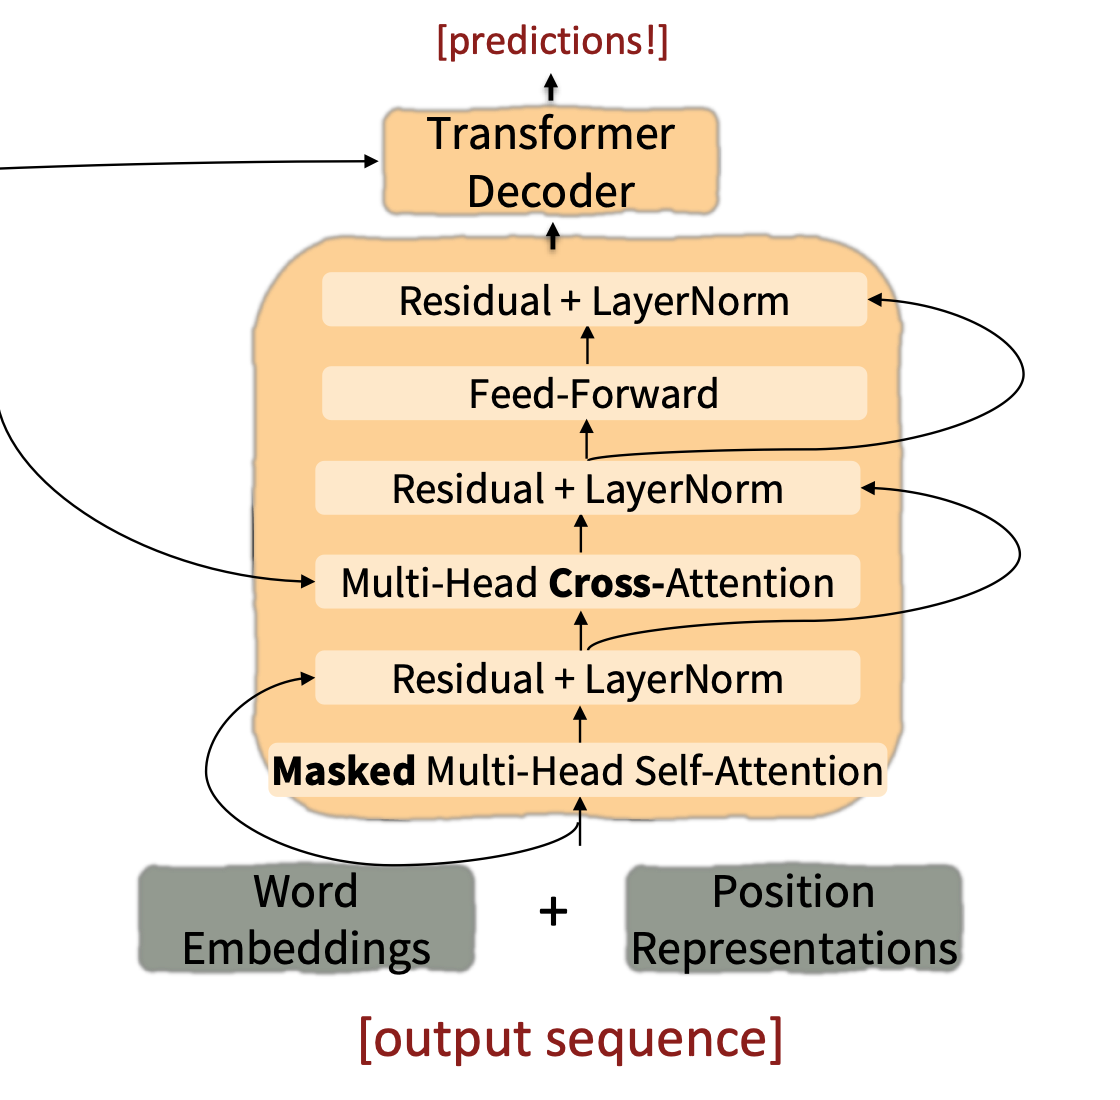 [predictions!]
Transformer
Decoder
Residual + LayerNorm
Feed-Forward
Residual + LayerNorm
Multi-Head Cross-Attention
Residual + LayerNorm
Masked Multi-Head Self-Attention
Word
Embeddings
+
Position
Representations
[output sequence]